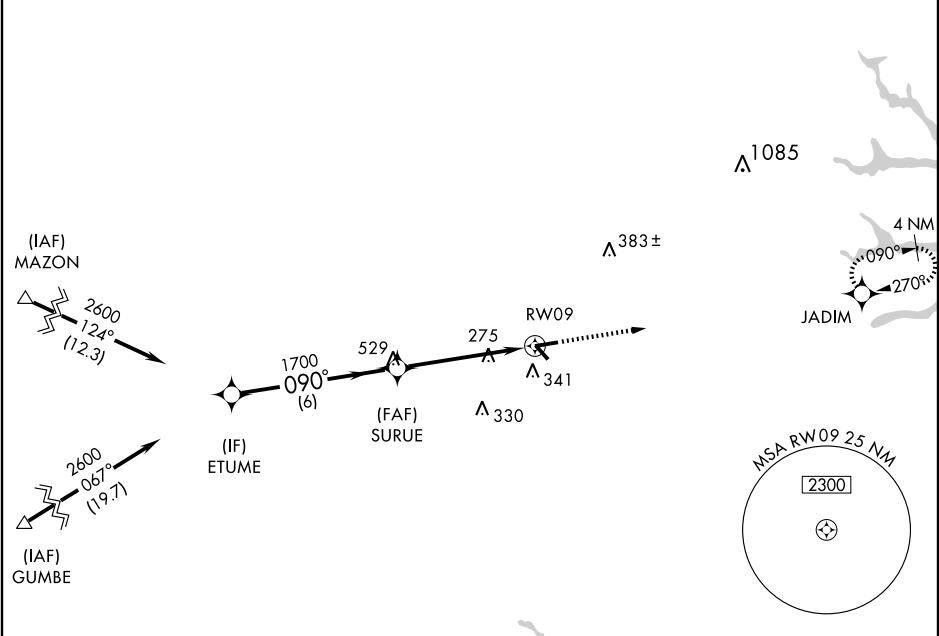 1085
4 NM
383±
090°
270°
(IAF)
MAZON
JADIM
RW09
2600
124°
(12.3)
275
529
1700
090°
(6)
341
(FAF)
SURUE
330
(IF)
ETUME
2600
067°
(19.7)
MSA RW09 25 NM
2300
(IAF)
GUMBE